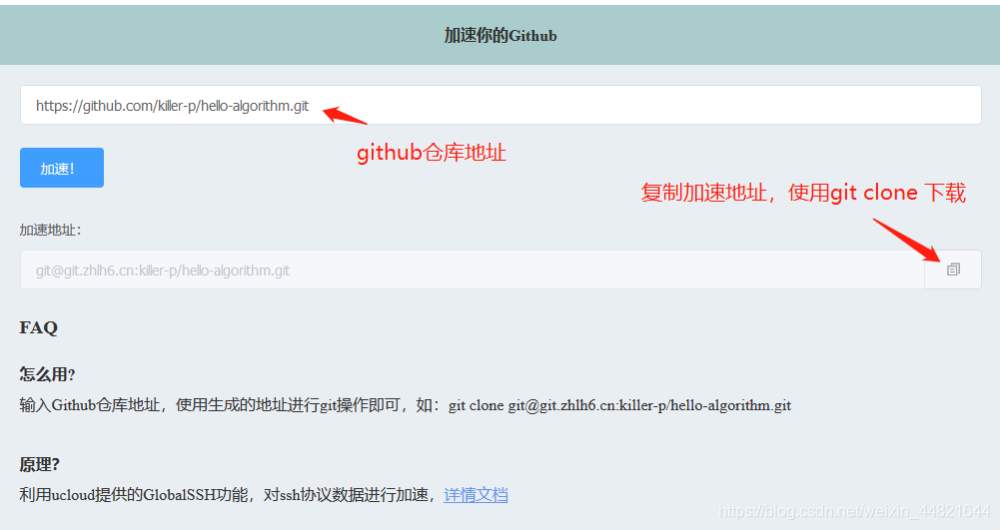 加速你的Github
https://github.com/killer-p/hello-algorithm.git
github仓库地址
加速！
复制加速地址，使用git clone 下载
加速地址：
git@git.zhlh6.cn:killer-p/hello-algorithm.git
FAQ
怎么用?
输入Github仓库地址，使用生成的地址进行git操作即可，如：git clone git@git.zhlh6.cn:killer-p/hello-algorithm.git
原理?
利用ucloud提供的GlobalSSH功能，对ssh协议数据进行加速，详情文档
https://blog.csdn.net/weixin_44821644